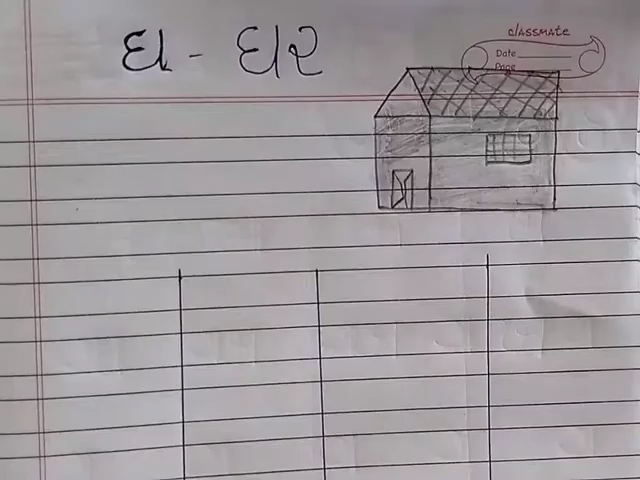 ઘ - ઘર
classmate
Date
Page